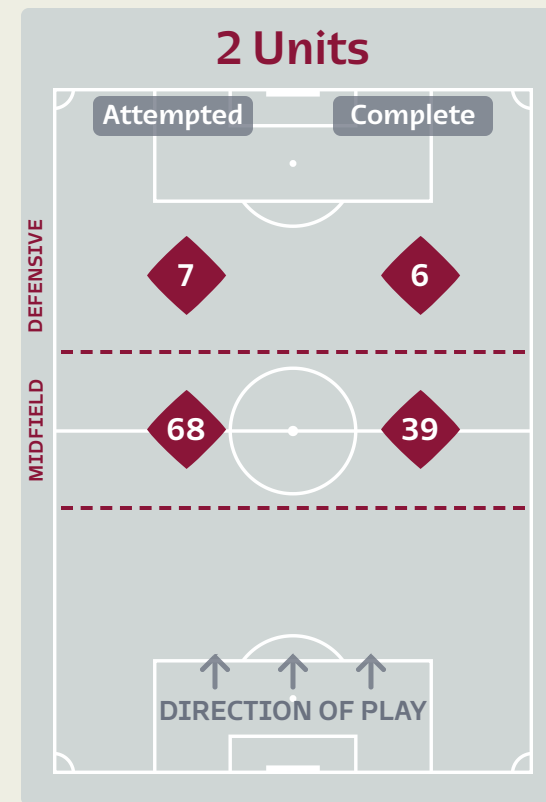 2 Units
Attempted
Complete
DEFENSIVE
7
6
MIDFIELD
68
39
DIRECTION OF PLAY